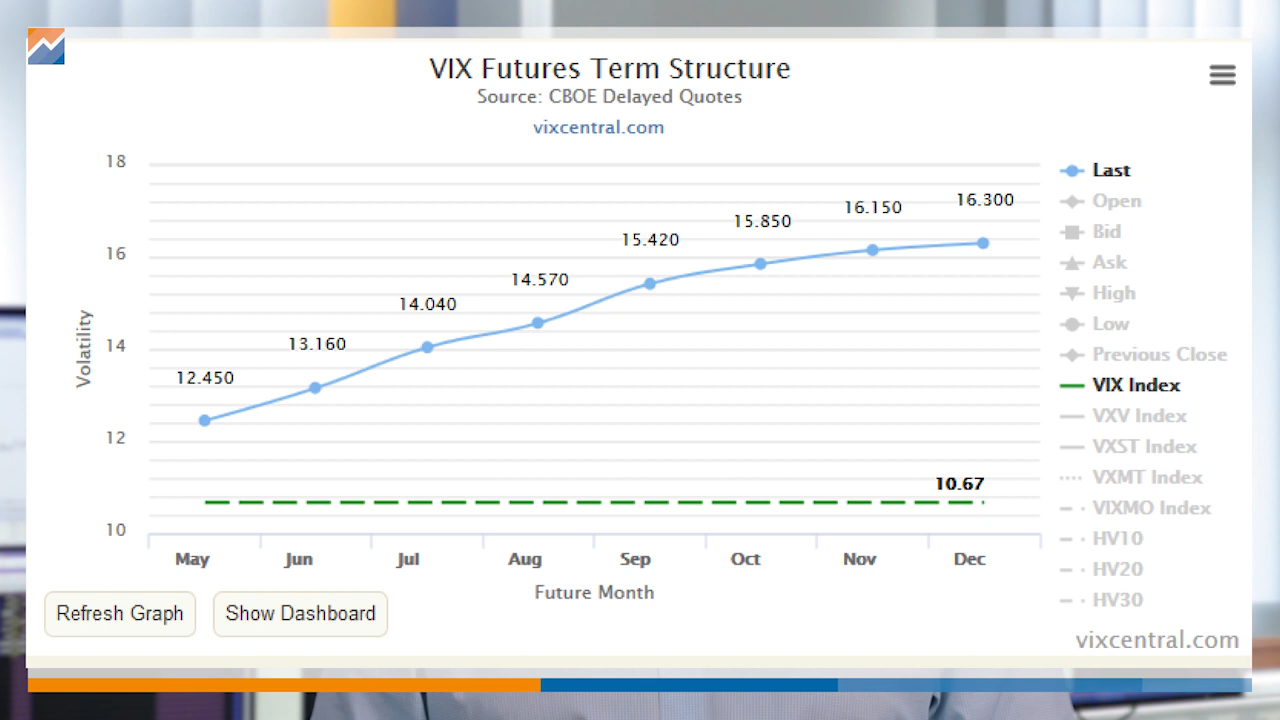 VIX Futures Term Structure
Source: CBOE Delayed Quotes
vixcentral.com
18
16
14
12
10
Volatility
12.450
13.160
14.040
14.570
15.420
15.850
16.150
16.300
10.67
May
Jun
Jul
Aug
Sep
Oct
Nov
Dec
Future Month
Last
Open
Bid
Ask
High
Low
Previous Close
VIX Index
VXV Index
VXST Index
VXMT Index
VIXMO Index
HV10
HV20
HV30
Refresh Graph
Show Dashboard
vixcentral.com